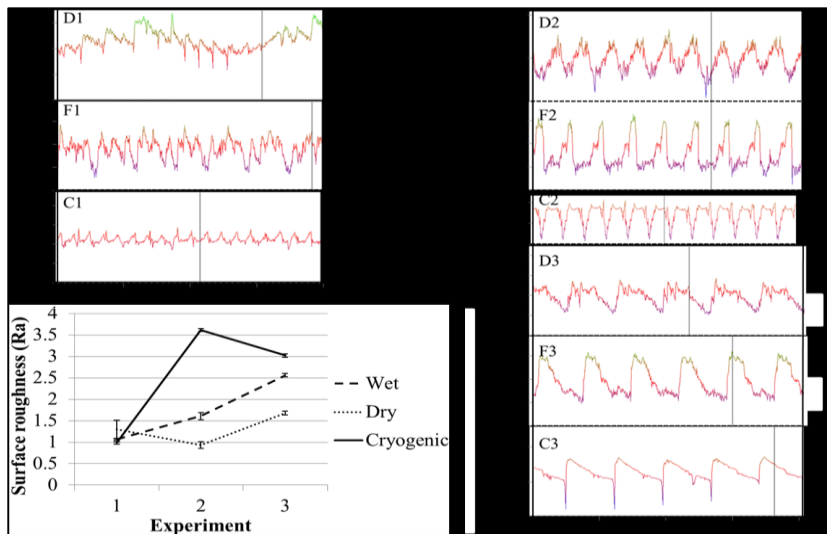 D1
F1
C1
D2
F2
C2
D3
F3
C3
Surface roughness (Ra)
4
3.5
3
2.5
2
1.5
1
0.5
0
1 2 3
Experiment
Wet
Dry
Cryogenic